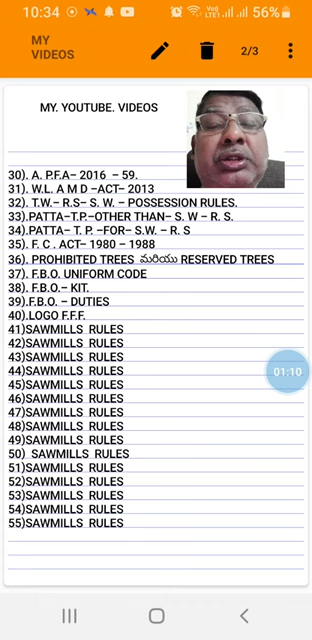 10:34 56%
MY
VIDEOS
2/3
MY. YOUTUBE. VIDEOS
30). A. P.F.A– 2016 – 59.
31). W.L. A M D –ACT– 2013
32). T.W.– R.S– S. W. – POSSESSION RULES.
33).PATTA–T.P.–OTHER THAN– S. W – R. S.
34).PATTA– T. P. –FOR– S.W. – R. S
35). F. C . ACT– 1980 – 1988
36). PROHIBITED TREES మరియు RESERVED TREES
37). F.B.O. UNIFORM CODE
38). F.B.O.– KIT.
39).F.B.O. – DUTIES
40).LOGO F.F.F.
41)SAWMILLS RULES
42)SAWMILLS RULES
43)SAWMILLS RULES
44)SAWMILLS RULES
45)SAWMILLS RULES
46)SAWMILLS RULES
47)SAWMILLS RULES
48)SAWMILLS RULES
49)SAWMILLS RULES
50) SAWMILLS RULES
51)SAWMILLS RULES
52)SAWMILLS RULES
53)SAWMILLS RULES
54)SAWMILLS RULES
55)SAWMILLS RULES
01:10